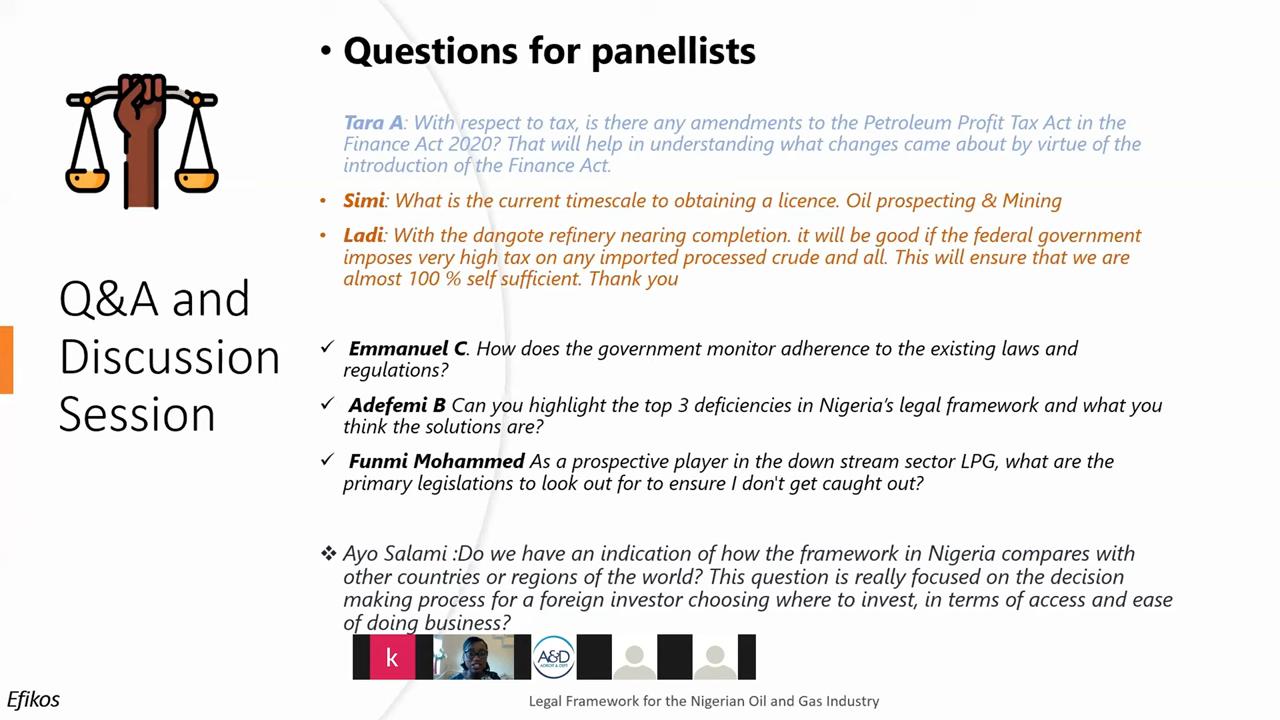 Questions for panellists
Tara A: With respect to tax, is there any amendments to the Petroleum Profit Tax Act in the
Finance Act 2020? That will help in understanding what changes came about by virtue of the
introduction of the Finance Act.
Simi: What is the current timescale to obtaining a licence. Oil prospecting & Mining
Ladi: With the dangote refinery nearing completion. it will be good if the federal government
imposes very high tax on any imported processed crude and all. This will ensure that we are
almost 100 % self sufficient. Thank you
Q&A and
Discussion
Session
Emmanuel C. How does the government monitor adherence to the existing laws and
regulations?
Adefemi B Can you highlight the top 3 deficiencies in Nigeria’s legal framework and what you
think the solutions are?
Funmi Mohammed As a prospective player in the down stream sector LPG, what are the
primary legislations to look out for to ensure I don't get caught out?
Ayo Salami :Do we have an indication of how the framework in Nigeria compares with
other countries or regions of the world? This question is really focused on the decision
making process for a foreign investor choosing where to invest, in terms of access and ease
of doing business?
k
A&D
ADROIT & DEFT
Efikos
Legal Framework for the Nigerian Oil and Gas Industry